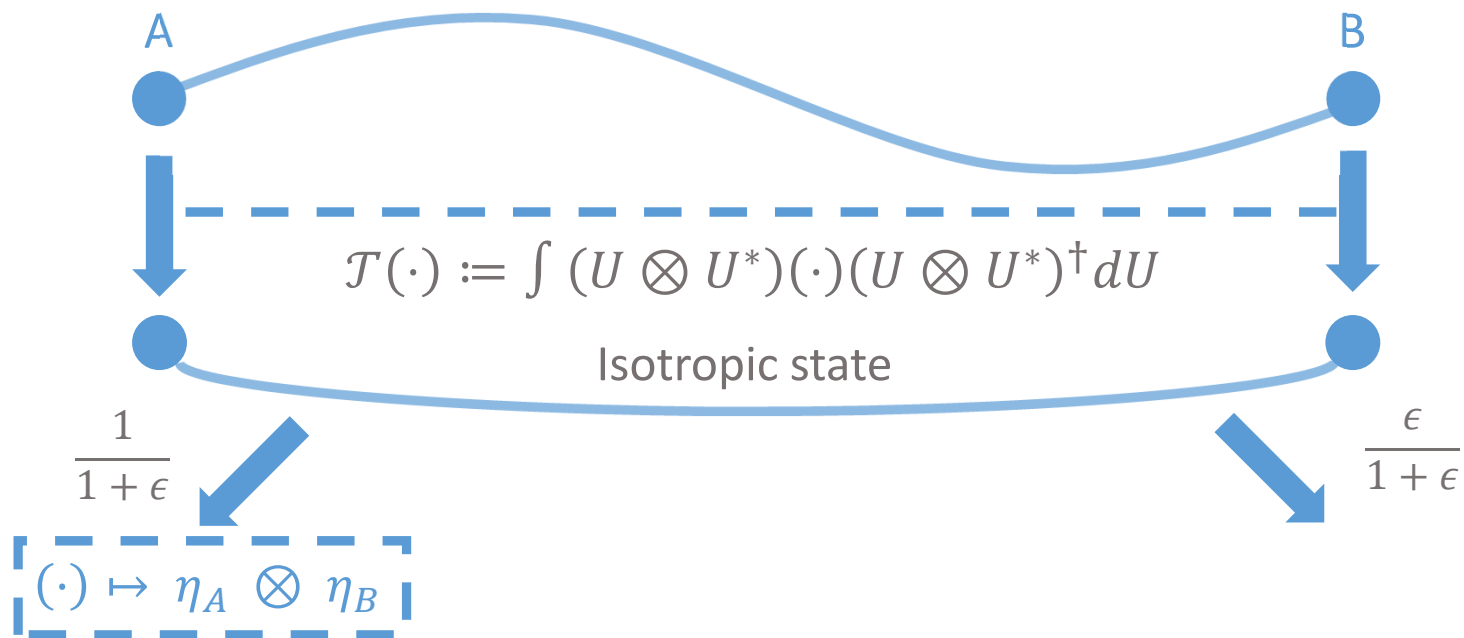 A B
𝒯(·) ≔ ∫ (U ⊗ U*)(·)(U ⊗ U*)† dU
Isotropic state
1/(1 + ϵ) ϵ/(1 + ϵ)
(·) ↦ η_A ⊗ η_B